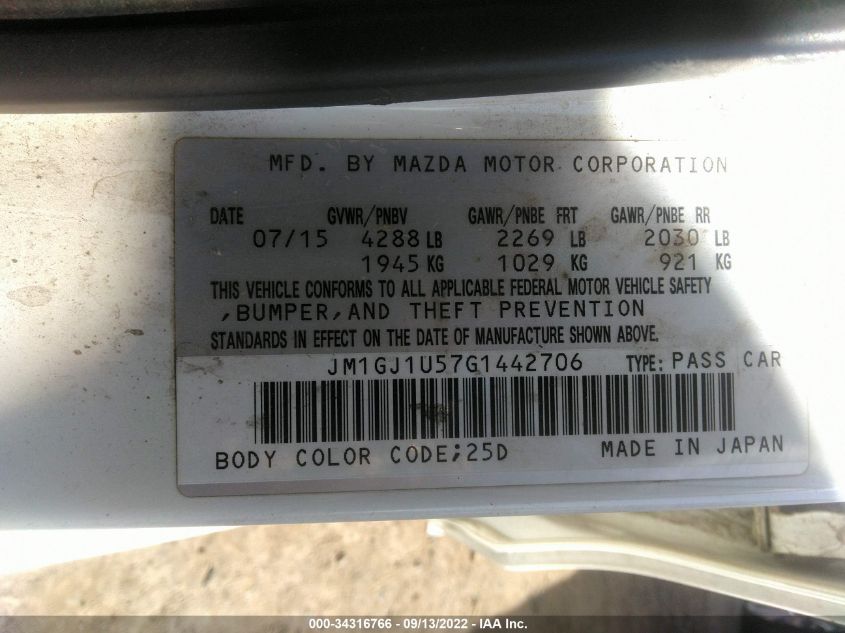 MFD. BY MAZDA MOTOR CORPORATION
DATE GVWR/PNBV GAWR/PNBE FRT GAWR/PNBE RR
07/15 4288 LB 2269 LB 2030 LB
1945 KG 1029 KG 921 KG
THIS VEHICLE CONFORMS TO ALL APPLICABLE FEDERAL MOTOR VEHICLE SAFETY
,BUMPER,AND THEFT PREVENTION
STANDARDS IN EFFECT ON THE DATE OF MANUFACTURE SHOWN ABOVE.
JM1GJ1U57G1442706 TYPE: PASS CAR
BODY COLOR CODE;25D MADE IN JAPAN
000-34316766 - 09/13/2022 - IAA Inc.